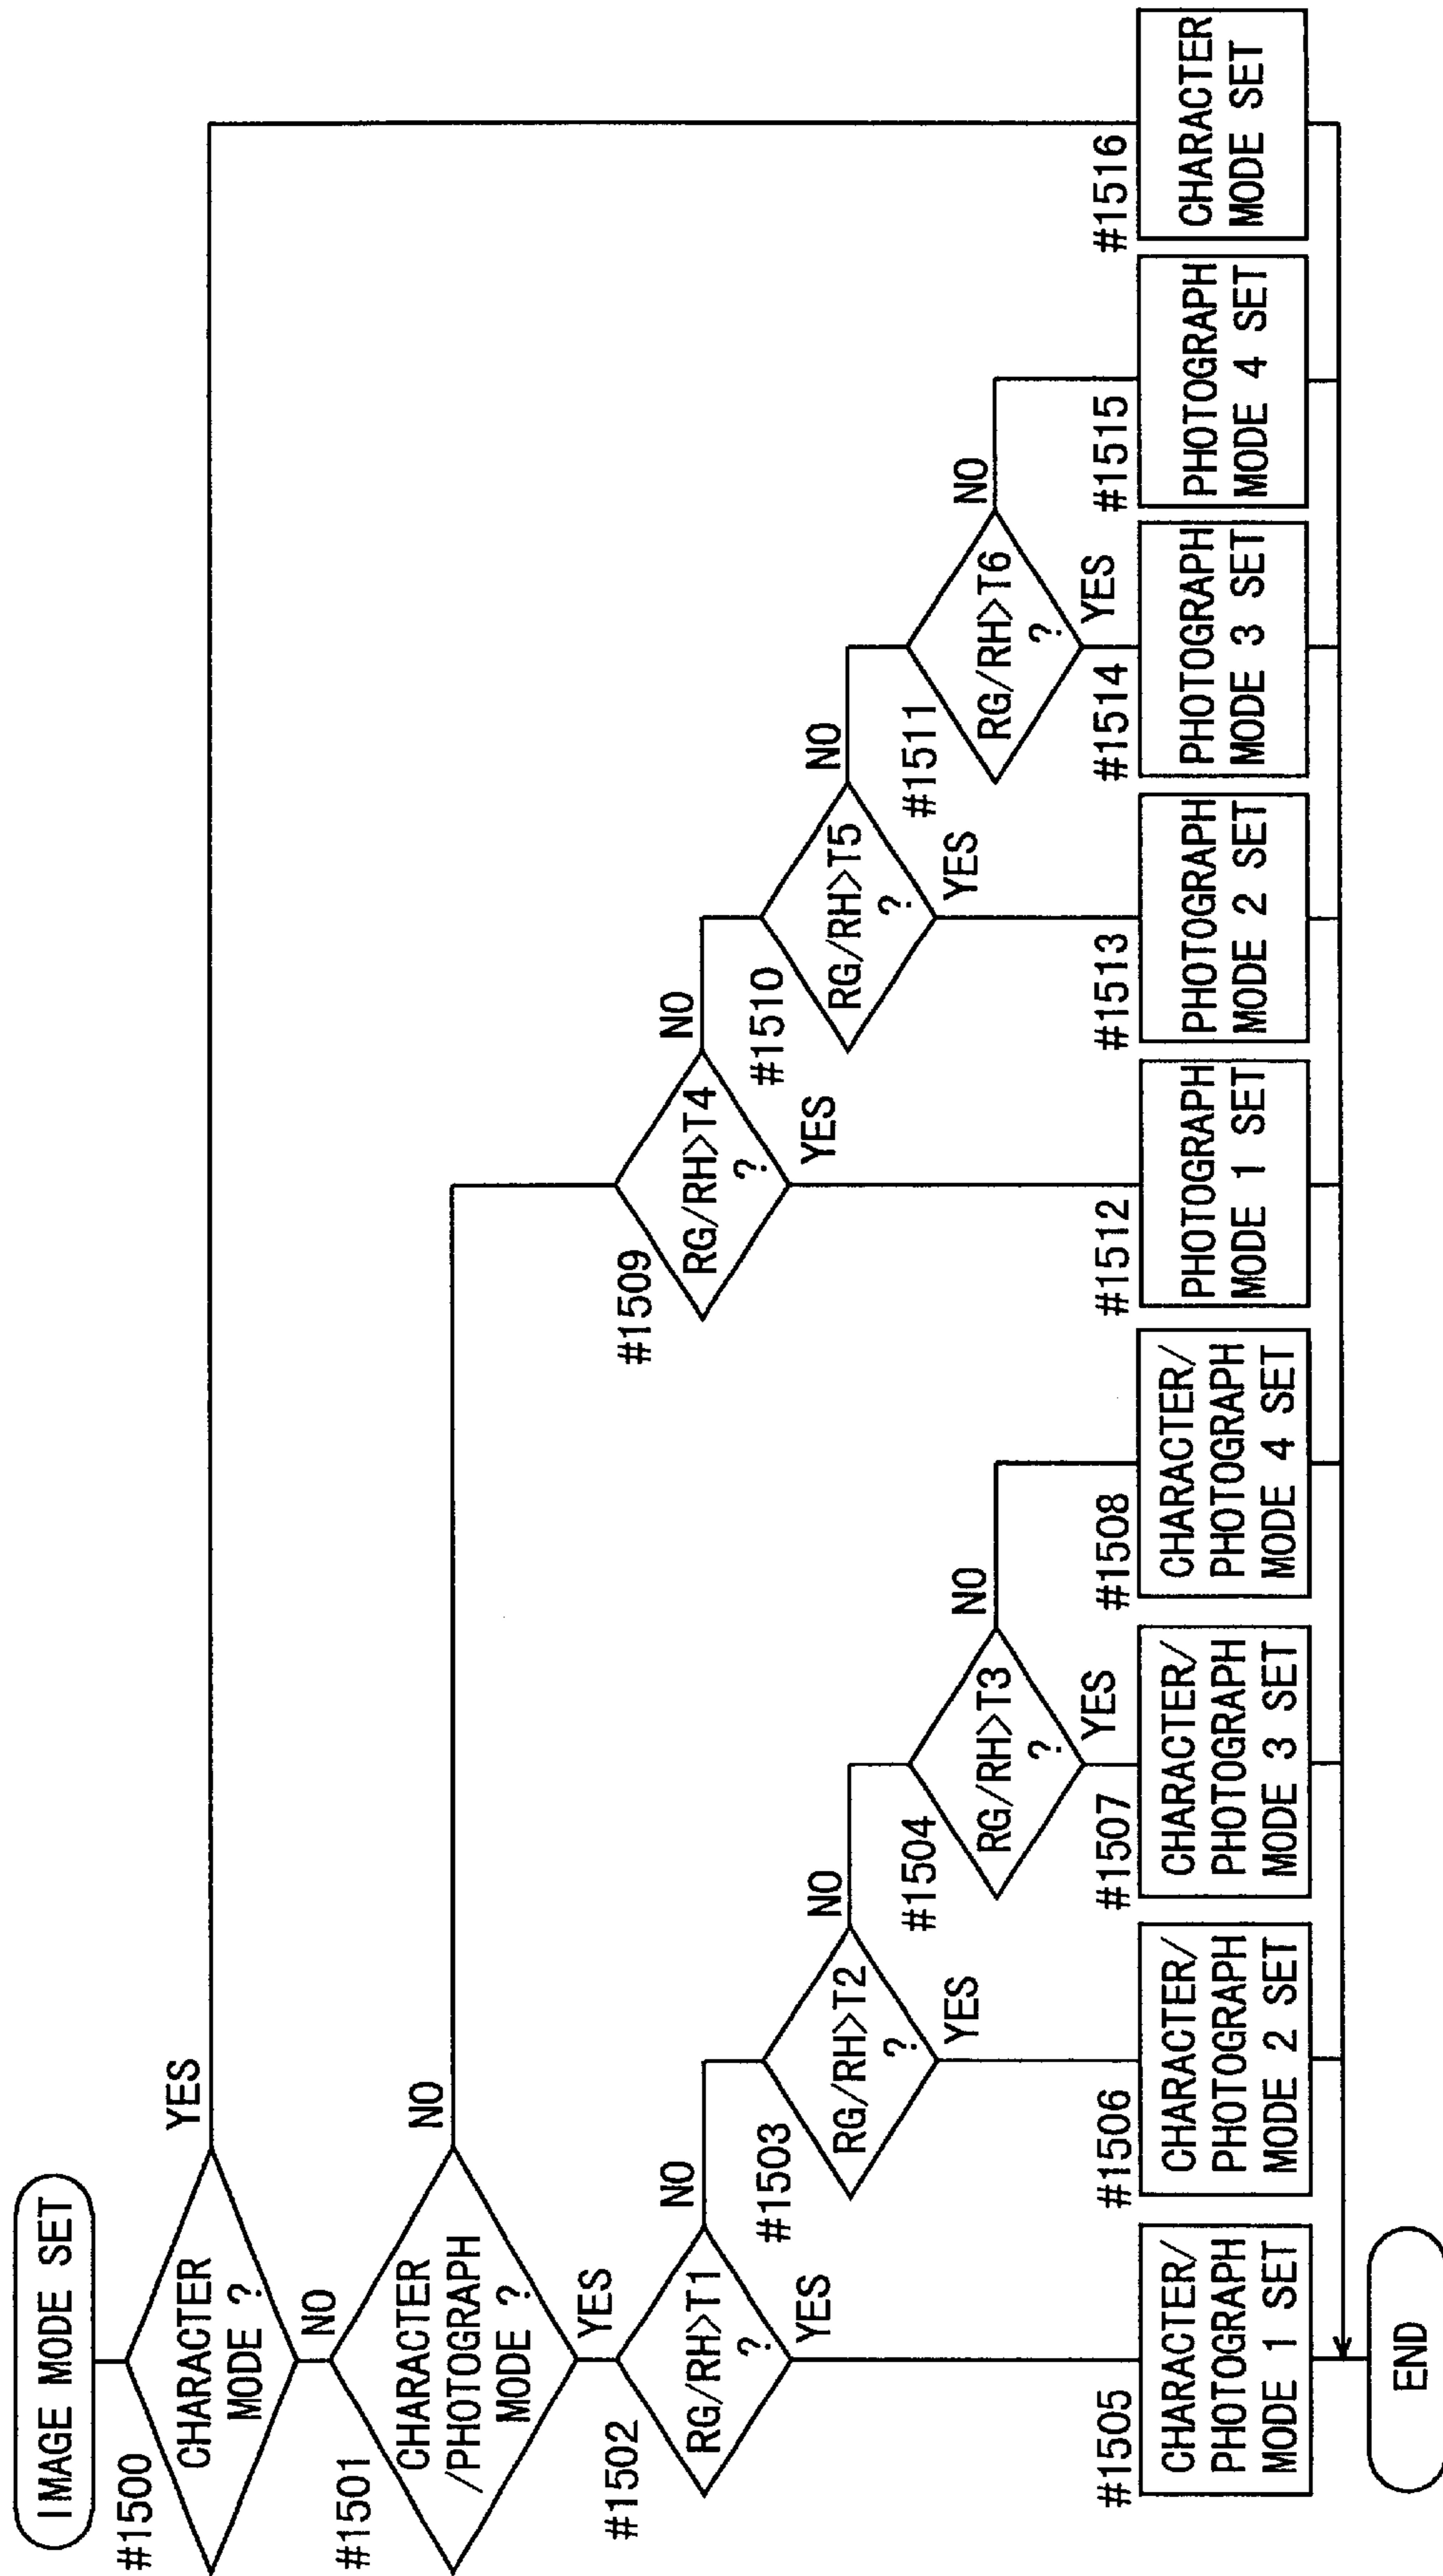 IMAGE MODE SET
#1500
CHARACTER
MODE ?
YES
NO
#1501
CHARACTER
/PHOTOGRAPH
MODE ?
NO
YES
#1502
RG/RH>T1
?
NO
YES
#1503
RG/RH>T2
?
NO
YES
#1504
RG/RH>T3
?
NO
YES
#1509
RG/RH>T4
?
NO
YES
#1510
RG/RH>T5
?
NO
YES
#1511
RG/RH>T6
?
NO
YES
#1505
CHARACTER/
PHOTOGRAPH
MODE 1 SET
#1506
CHARACTER/
PHOTOGRAPH
MODE 2 SET
#1507
CHARACTER/
PHOTOGRAPH
MODE 3 SET
#1508
CHARACTER/
PHOTOGRAPH
MODE 4 SET
#1512
PHOTOGRAPH
MODE 1 SET
#1513
PHOTOGRAPH
MODE 2 SET
#1514
PHOTOGRAPH
MODE 3 SET
#1515
PHOTOGRAPH
MODE 4 SET
#1516
CHARACTER
MODE SET
END